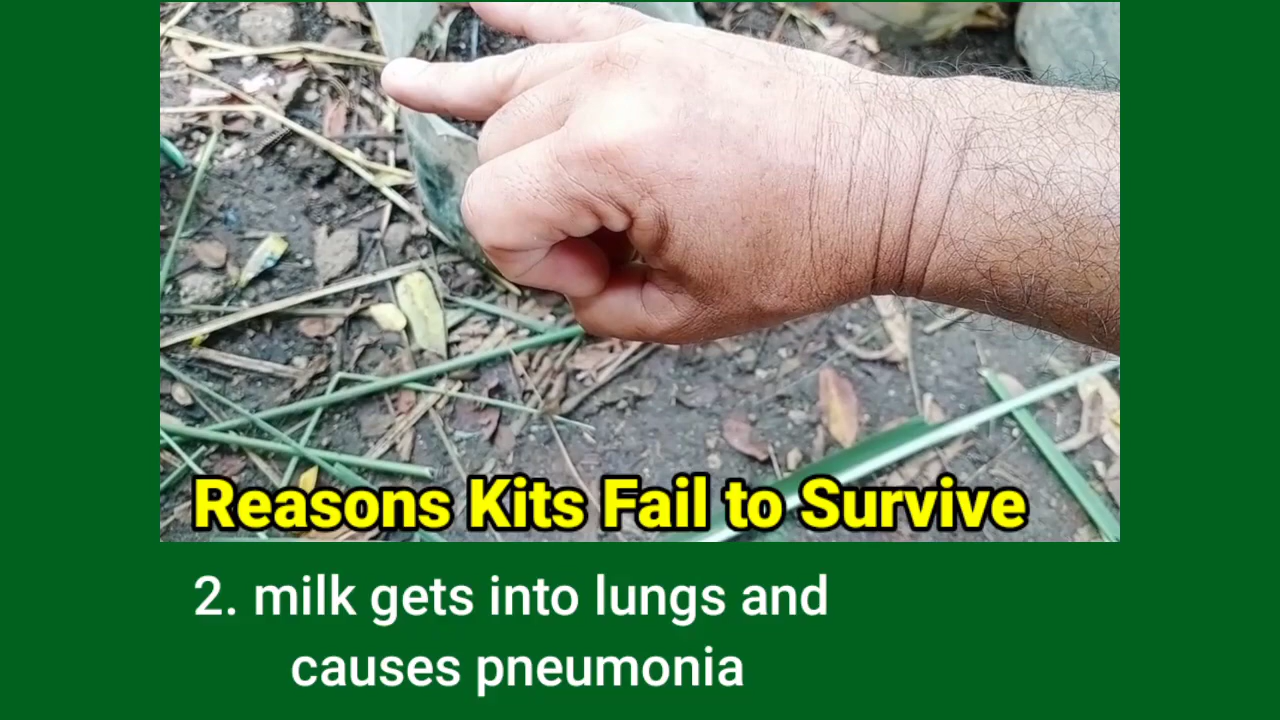 Reasons Kits Fail to Survive
2. milk gets into lungs and
causes pneumonia